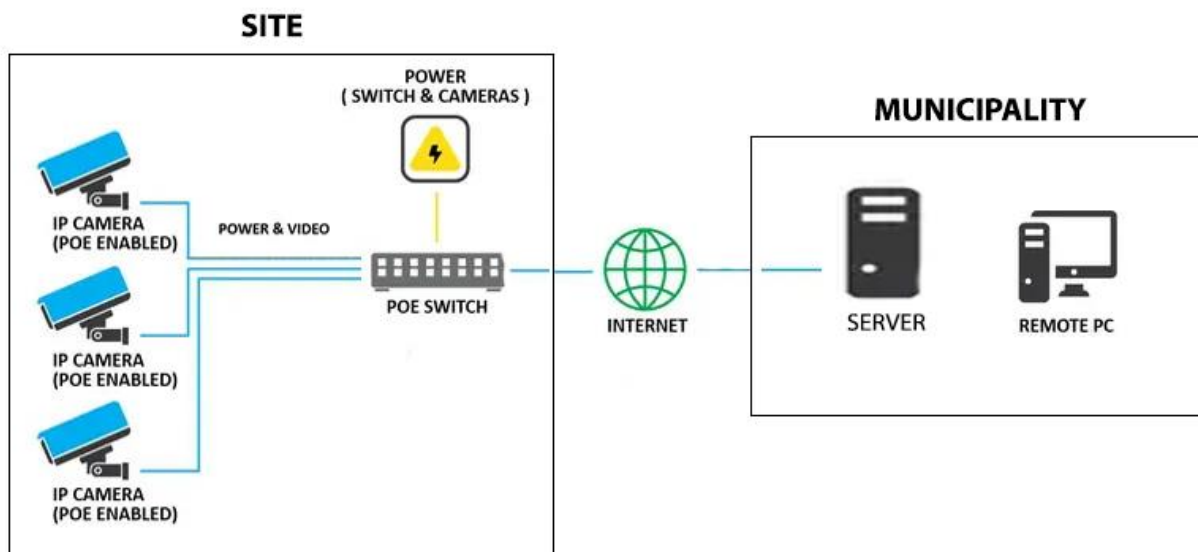 SITE
POWER
( SWITCH & CAMERAS )
MUNICIPALITY
IP CAMERA
(POE ENABLED)
POWER & VIDEO
POE SWITCH
INTERNET
SERVER
REMOTE PC
IP CAMERA
(POE ENABLED)
IP CAMERA
(POE ENABLED)